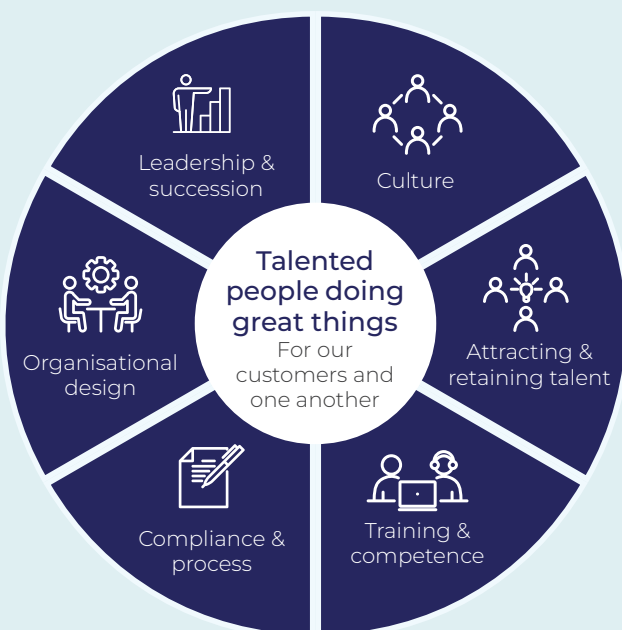 Leadership &
succession
Culture
Attracting &
retaining talent
Training &
competence
Compliance &
process
Organisational
design
Talented
people doing
great things
For our
customers and
one another